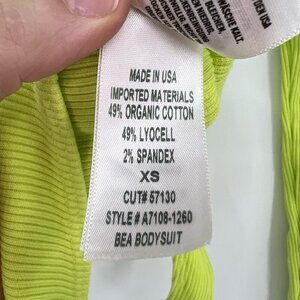 MADE IN USA
IMPORTED MATERIALS
49% ORGANIC COTTON
49% LYOCELL
2% SPANDEX
XS
CUT# 57130
STYLE # A7108-1260
BEA BODYSUIT